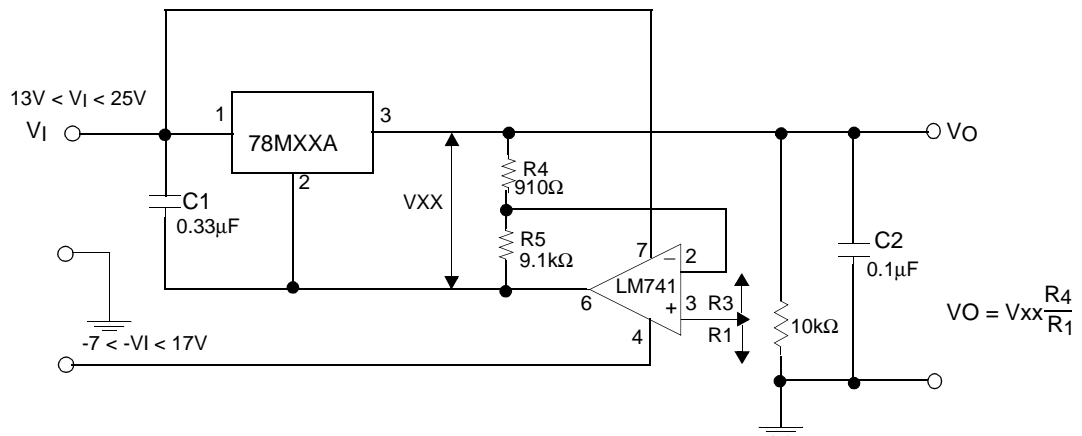 13V < VI < 25V
VI
1
78MXXA
3
2
C1
0.33μF
VXX
R4
910Ω
R5
9.1kΩ
7
–
2
LM741
6
+
3
4
R3
R1
10kΩ
C2
0.1μF
VO
VO = Vxx R4/R1
-7 < -VI < 17V